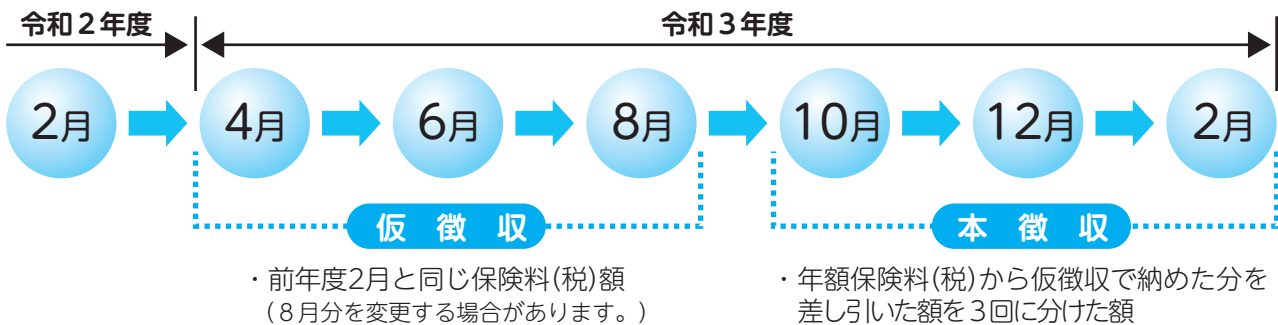 令和２年度
令和３年度
2月
4月
6月
8月
10月
12月
2月
仮徴収
本徴収
・前年度2月と同じ保険料(税)額
(８月分を変更する場合があります。)
・年額保険料(税)から仮徴収で納めた分を
差し引いた額を３回に分けた額